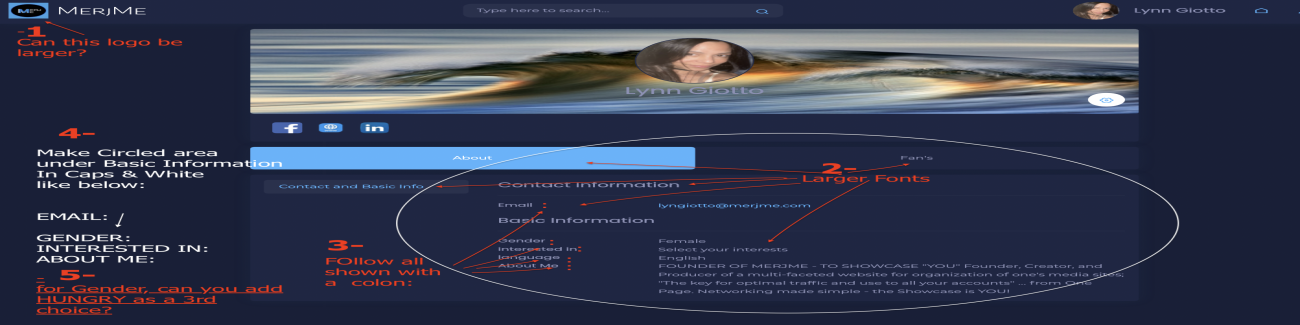 MERJME
Type here to search...
Lynn Giotto
-1
Can this logo be
larger?
Lynn Giotto
4-
Make Circled area
under Basic Information
In Caps & White
like below:
About
Fan's
2-
Larger Fonts
Contact and Basic Info
Contact Information
Email :
lyngiotto@merjme.com
Basic Information
EMAIL:
GENDER:
INTERESTED IN:
ABOUT ME:
3-
FOllow all
shown with
a colon:
Gender :
Female
Interested in:
Select your interests
language :
English
About Me :
FOUNDER OF MERJME - TO SHOWCASE "YOU" Founder, Creator, and
Producer of a multi-faceted website for organization of one's media sites;
"The key for optimal traffic and use to all your accounts" ... from One
Page. Networking made simple - the Showcase is YOU!
- 5-
for Gender, can you add
HUNGRY as a 3rd
choice?